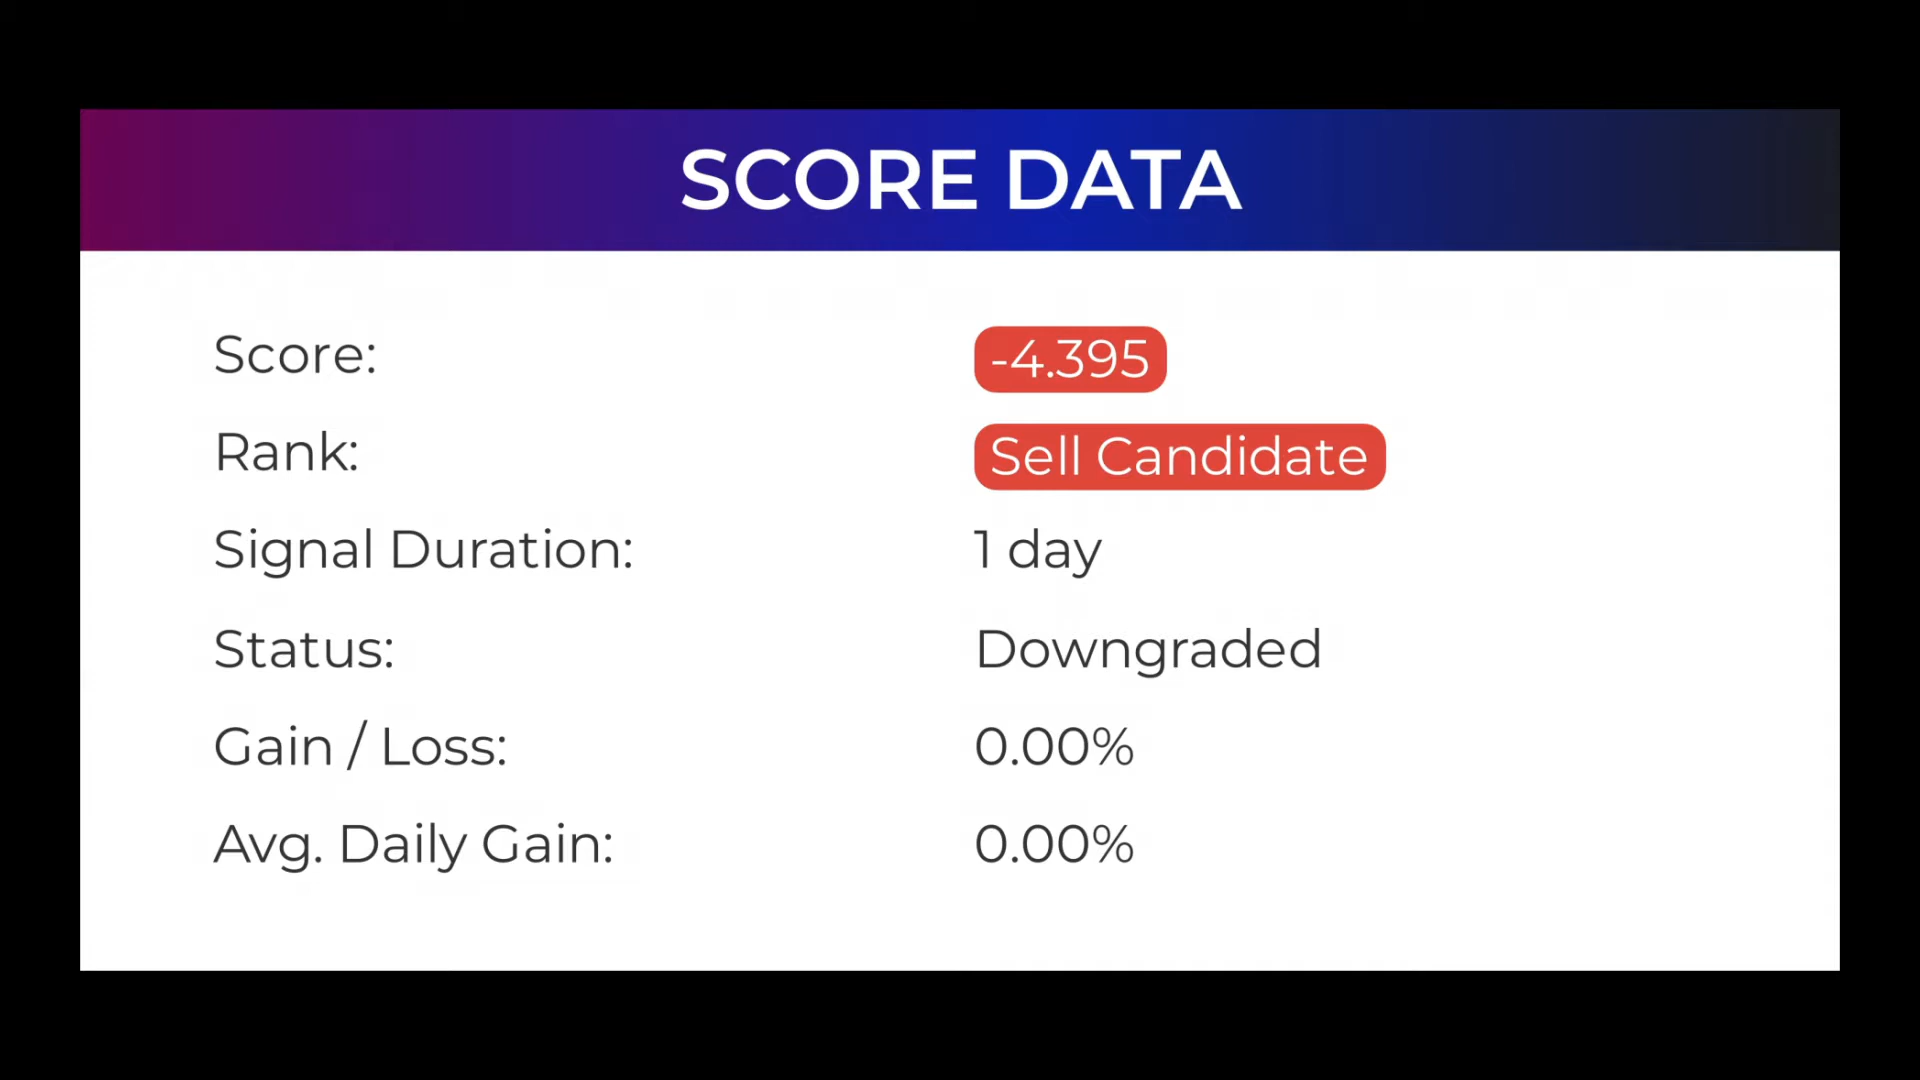 SCORE DATA
Score: -4.395
Rank: Sell Candidate
Signal Duration: 1 day
Status: Downgraded
Gain / Loss: 0.00%
Avg. Daily Gain: 0.00%